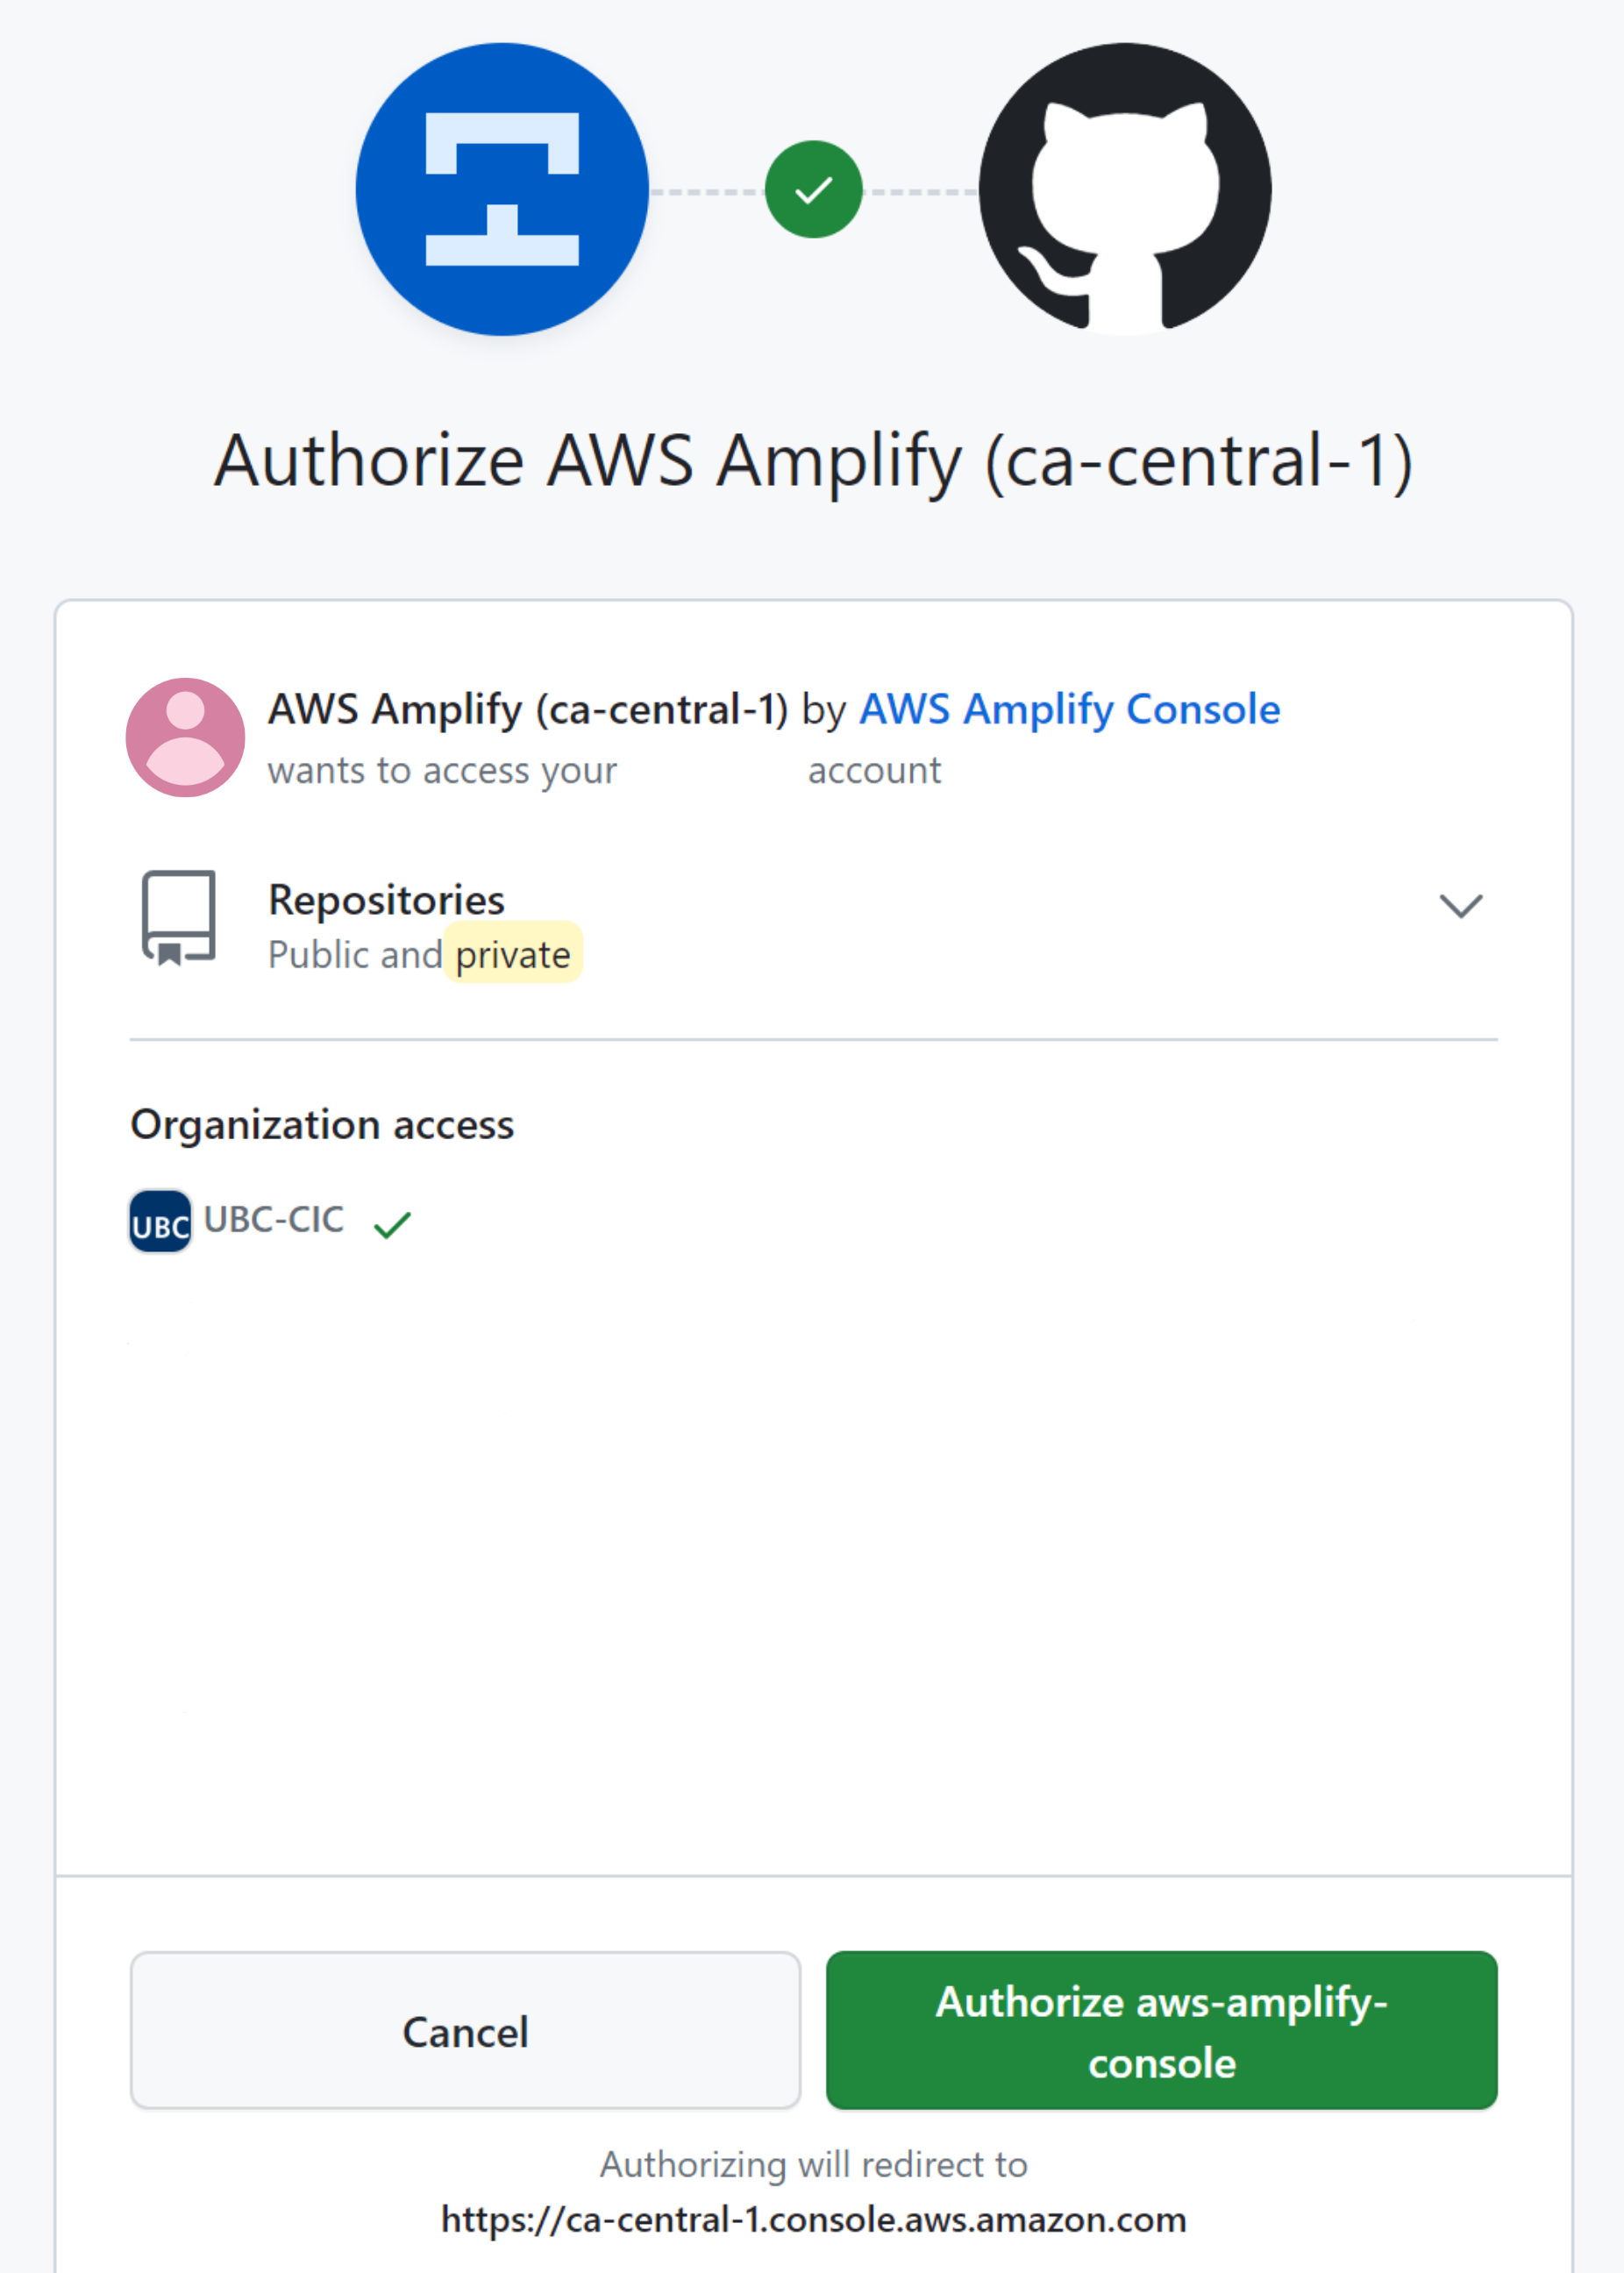 Authorize AWS Amplify (ca-central-1)
AWS Amplify (ca-central-1) by AWS Amplify Console
wants to access your account
Repositories
Public and private
Organization access
UBC UBC-CIC
Cancel
Authorize aws-amplify-
console
Authorizing will redirect to
https://ca-central-1.console.aws.amazon.com